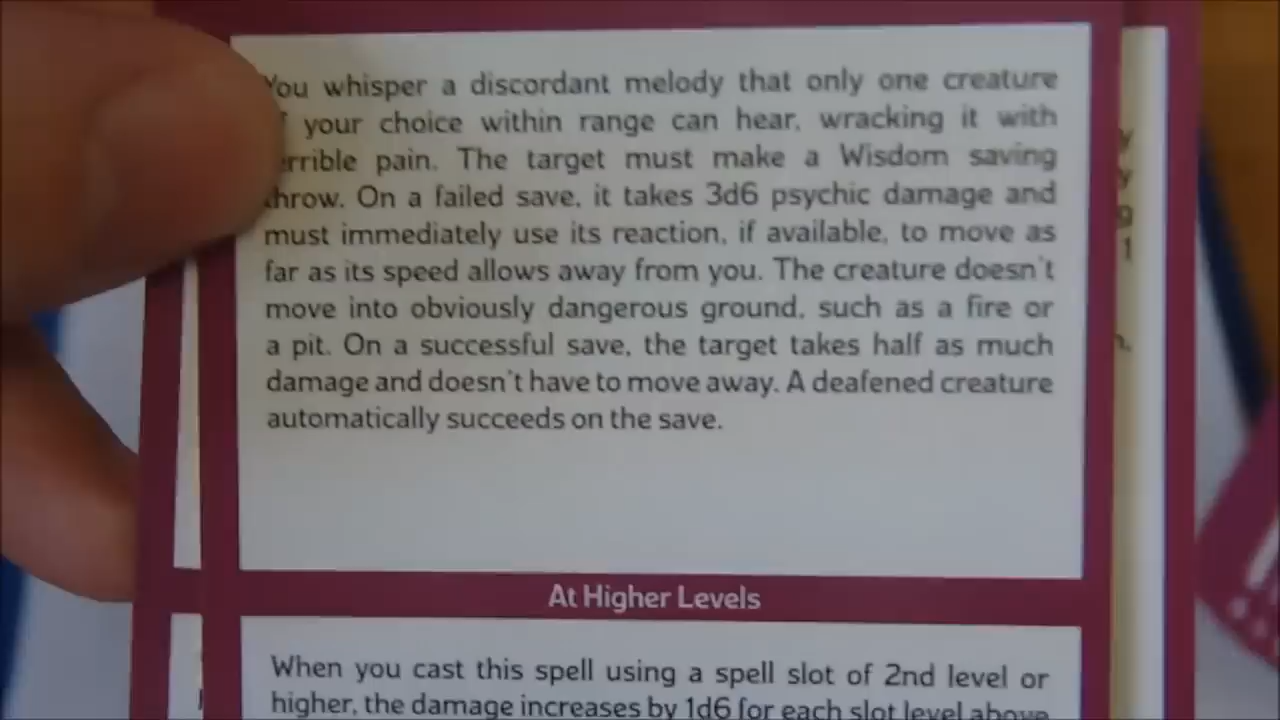 You whisper a discordant melody that only one creature
your choice within range can hear, wracking it with
pain. The target must make a Wisdom saving
throw. On a failed save, it takes 3d6 psychic damage and
must immediately use its reaction, if available, to move as
far as its speed allows away from you. The creature doesn't
move into obviously dangerous ground, such as a fire or
a pit. On a successful save, the target takes half as much
damage and doesn't have to move away. A deafened creature
automatically succeeds on the save.
At Higher Levels
When you cast this spell using a spell slot of 2nd level or
higher, the damage increases by 1d6 for each slot level above